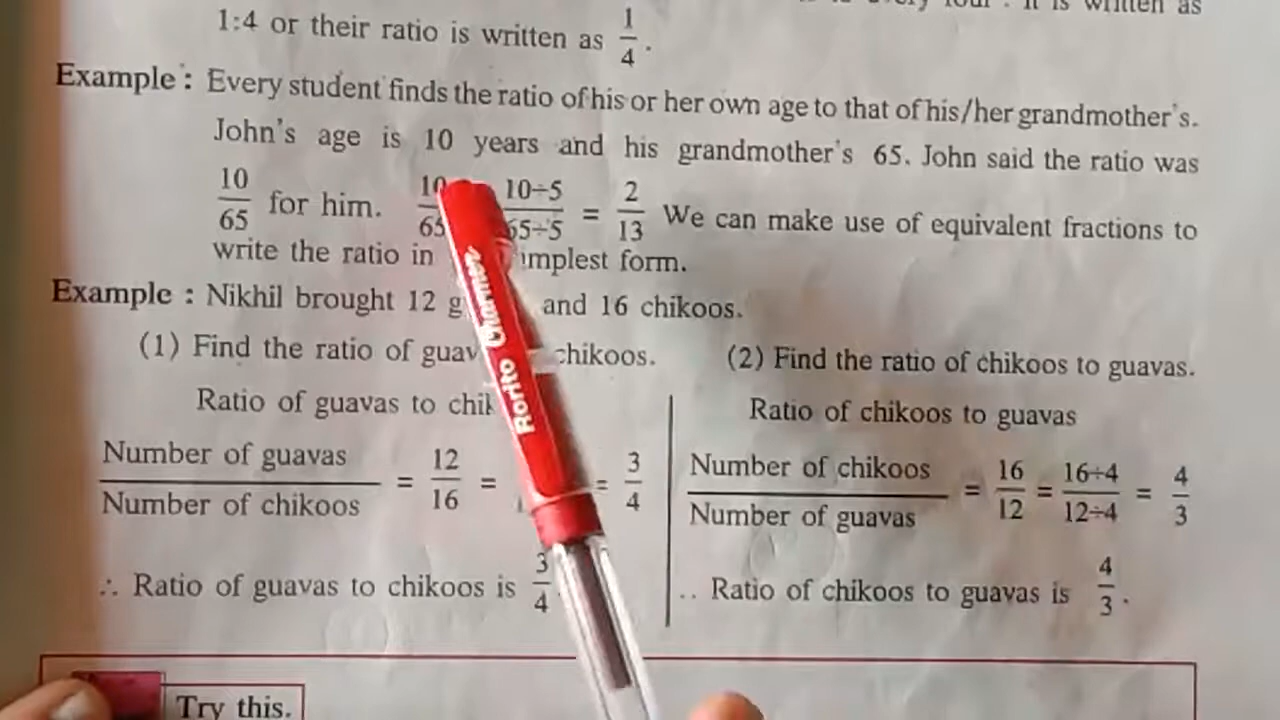 1:4 or their ratio is written as 1/4.
Example : Every student finds the ratio of his or her own age to that of his/her grandmother's.
John's age is 10 years and his grandmother's 65. John said the ratio was
10/65 for him. 10/65 10÷5/65÷5 = 2/13 We can make use of equivalent fractions to
write the ratio in simplest form.
Example : Nikhil brought 12 and 16 chikoos.
(1) Find the ratio of chikoos.
Ratio of guavas to
Number of guavas/Number of chikoos = 12/16 = = 3/4
∴ Ratio of guavas to chikoos is 3/4
(2) Find the ratio of chikoos to guavas.
Ratio of chikoos to guavas
Number of chikoos/Number of guavas = 16/12 = 16÷4/12÷4 = 4/3
∴ Ratio of chikoos to guavas is 4/3.
Try this.
Rorito Charmer